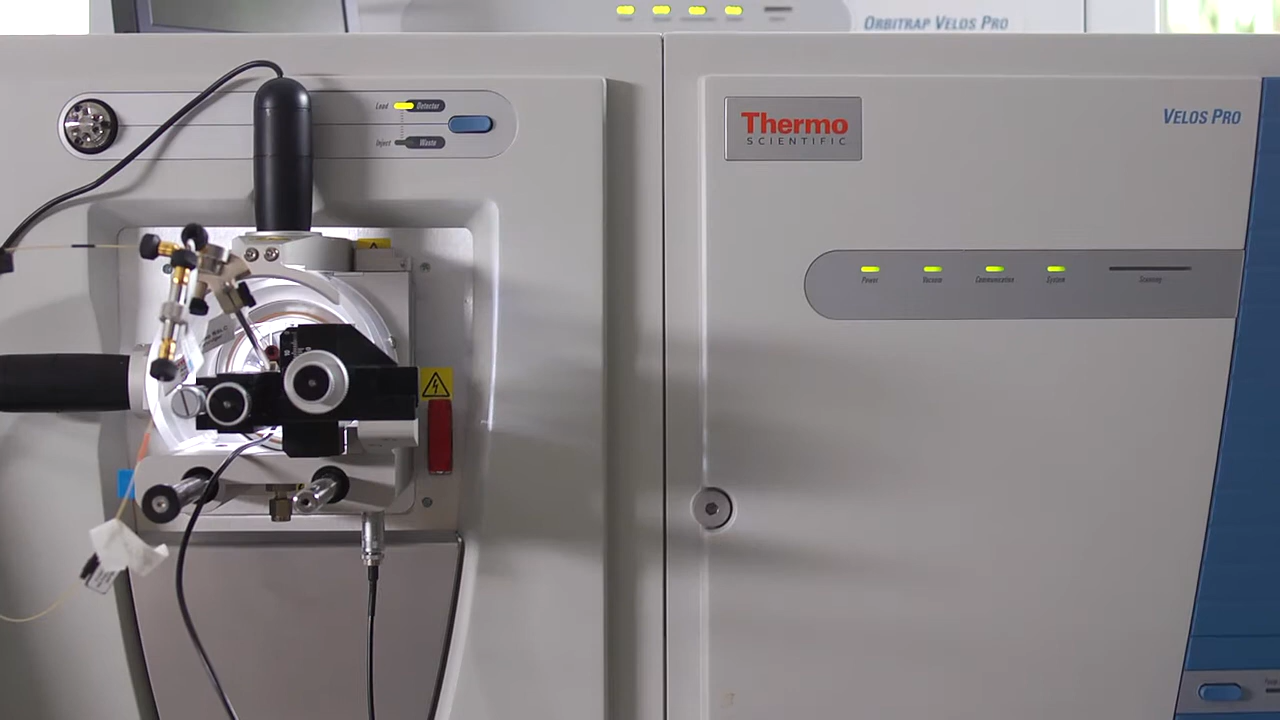 ORBITRAP VELOS PRO
Load Detector
Inject Waste
Thermo
SCIENTIFIC
VELOS PRO
Power Vacuum Communication System Scanning